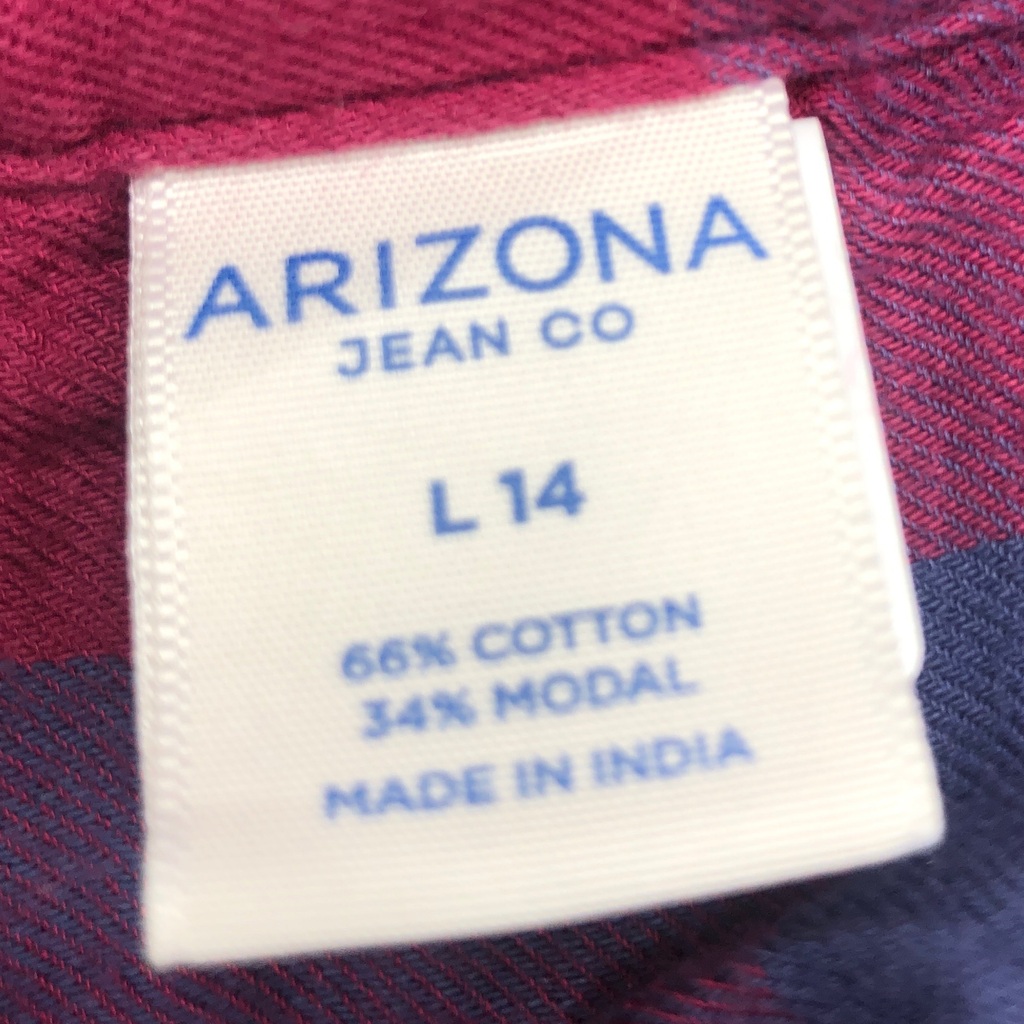 ARIZONA
JEAN CO
L 14
66% COTTON
34% MODAL
MADE IN INDIA